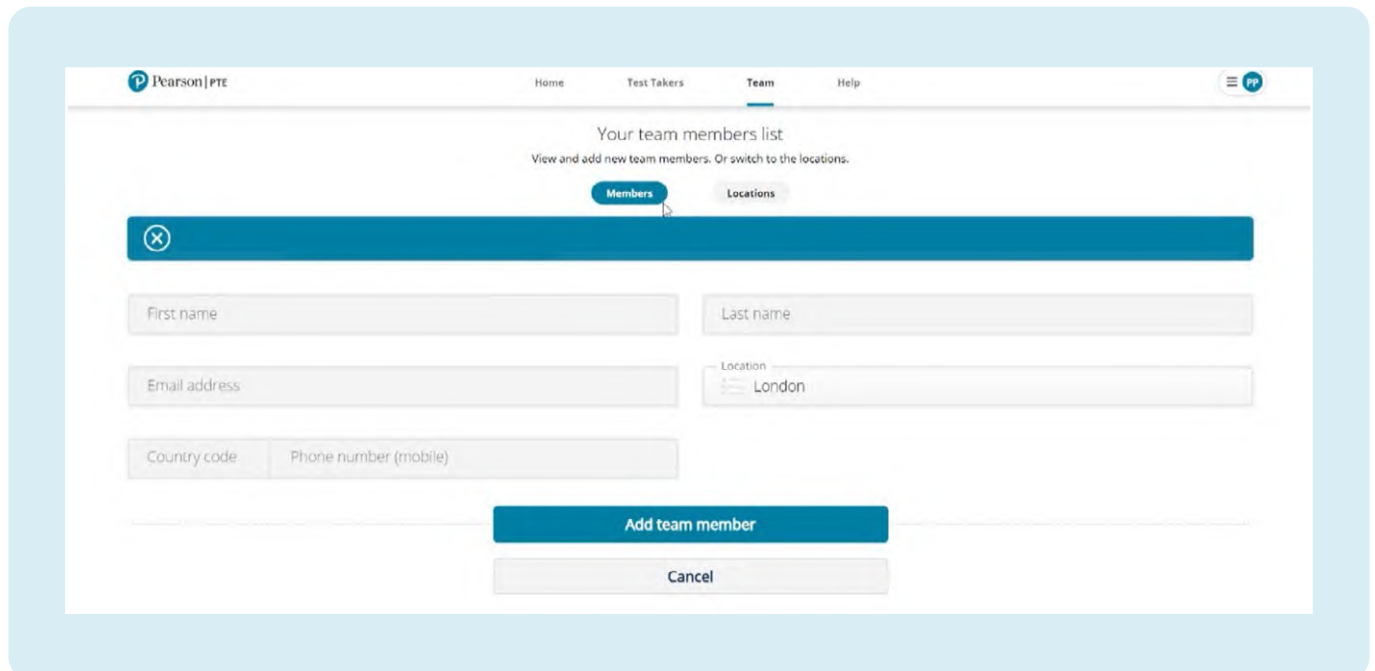 Pearson | PTE
Home Test Takers Team Help
PP
Your team members list
View and add new team members. Or switch to the locations.
Members Locations
First name Last name
Location
Email address London
Country code Phone number (mobile)
Add team member
Cancel